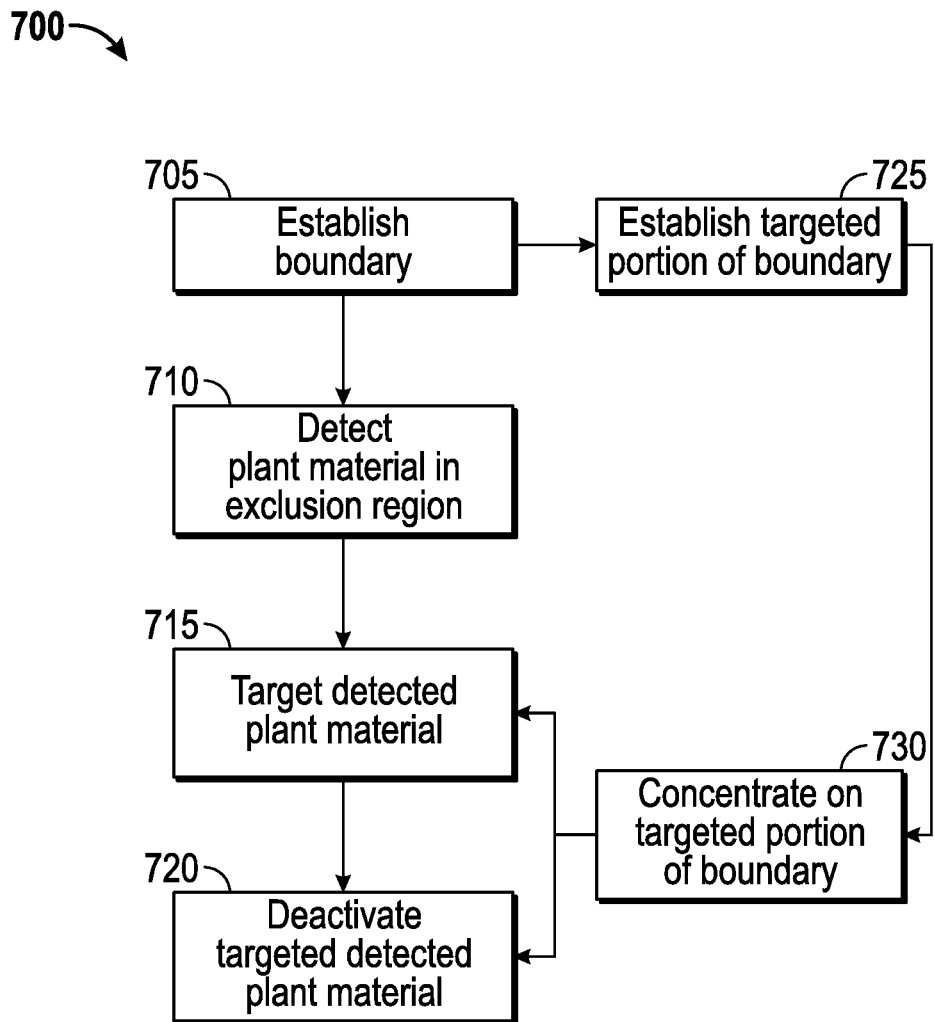 700
705
Establish
boundary
725
Establish targeted
portion of boundary
710
Detect
plant material in
exclusion region
715
Target detected
plant material
730
Concentrate on
targeted portion
of boundary
720
Deactivate
targeted detected
plant material